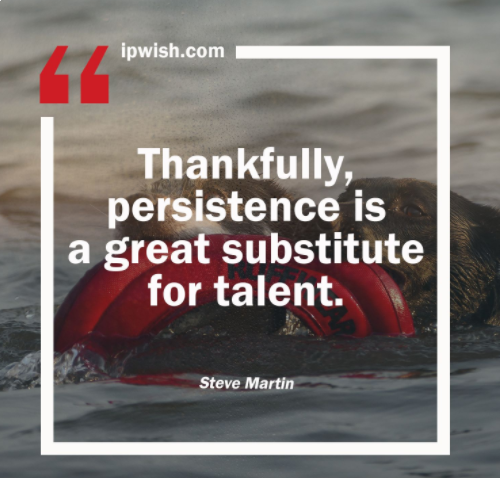 ipwish.com
Thankfully,
persistence is
a great substitute
for talent.
Steve Martin